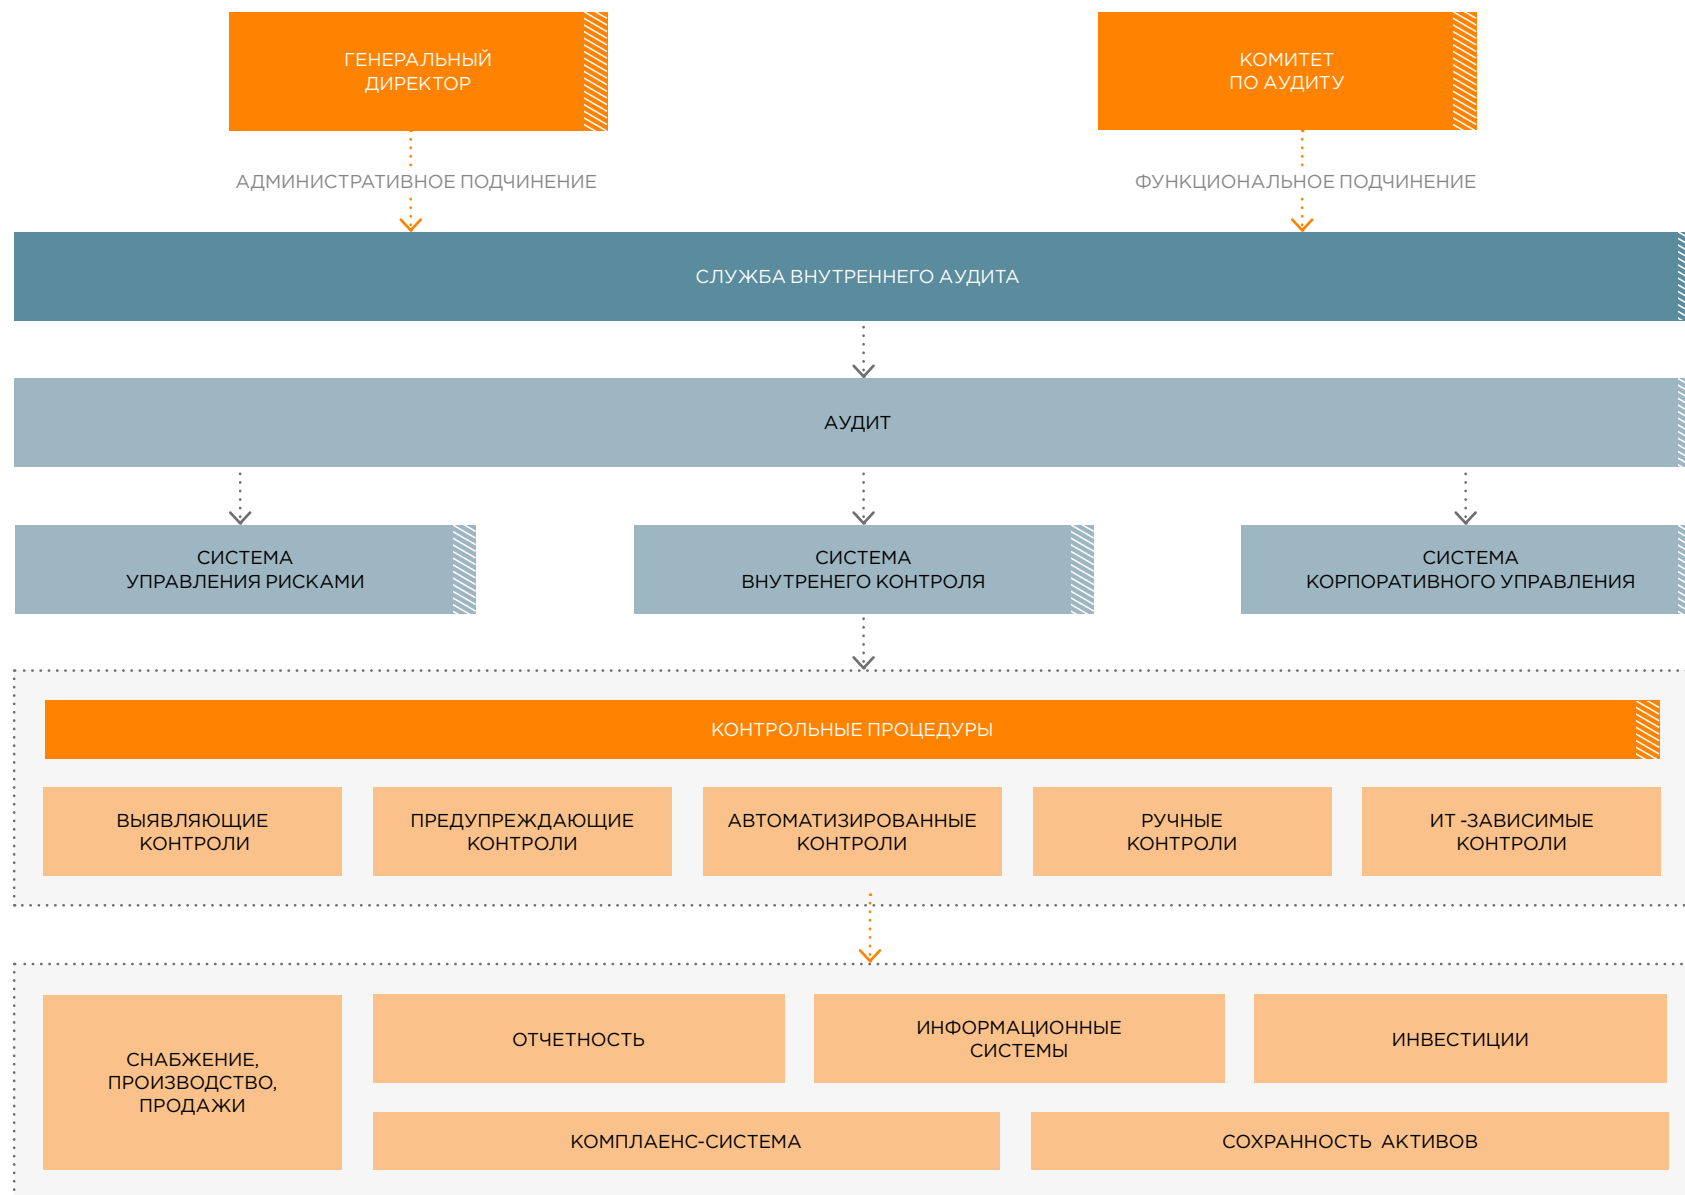 ГЕНЕРАЛЬНЫЙ
ДИРЕКТОР
КОМИТЕТ
ПО АУДИТУ
АДМИНИСТРАТИВНОЕ ПОДЧИНЕНИЕ
ФУНКЦИОНАЛЬНОЕ ПОДЧИНЕНИЕ
СЛУЖБА ВНУТРЕННЕГО АУДИТА
АУДИТ
СИСТЕМА
УПРАВЛЕНИЯ РИСКАМИ
СИСТЕМА
ВНУТРЕНЕГО КОНТРОЛЯ
СИСТЕМА
КОРПОРАТИВНОГО УПРАВЛЕНИЯ
КОНТРОЛЬНЫЕ ПРОЦЕДУРЫ
ВЫЯВЛЯЮЩИЕ
КОНТРОЛИ
ПРЕДУПРЕЖДАЮЩИЕ
КОНТРОЛИ
АВТОМАТИЗИРОВАННЫЕ
КОНТРОЛИ
РУЧНЫЕ
КОНТРОЛИ
ИТ -ЗАВИСИМЫЕ
КОНТРОЛИ
СНАБЖЕНИЕ,
ПРОИЗВОДСТВО,
ПРОДАЖИ
ОТЧЕТНОСТЬ
ИНФОРМАЦИОННЫЕ
СИСТЕМЫ
ИНВЕСТИЦИИ
КОМПЛАЕНС-СИСТЕМА
СОХРАННОСТЬ АКТИВОВ